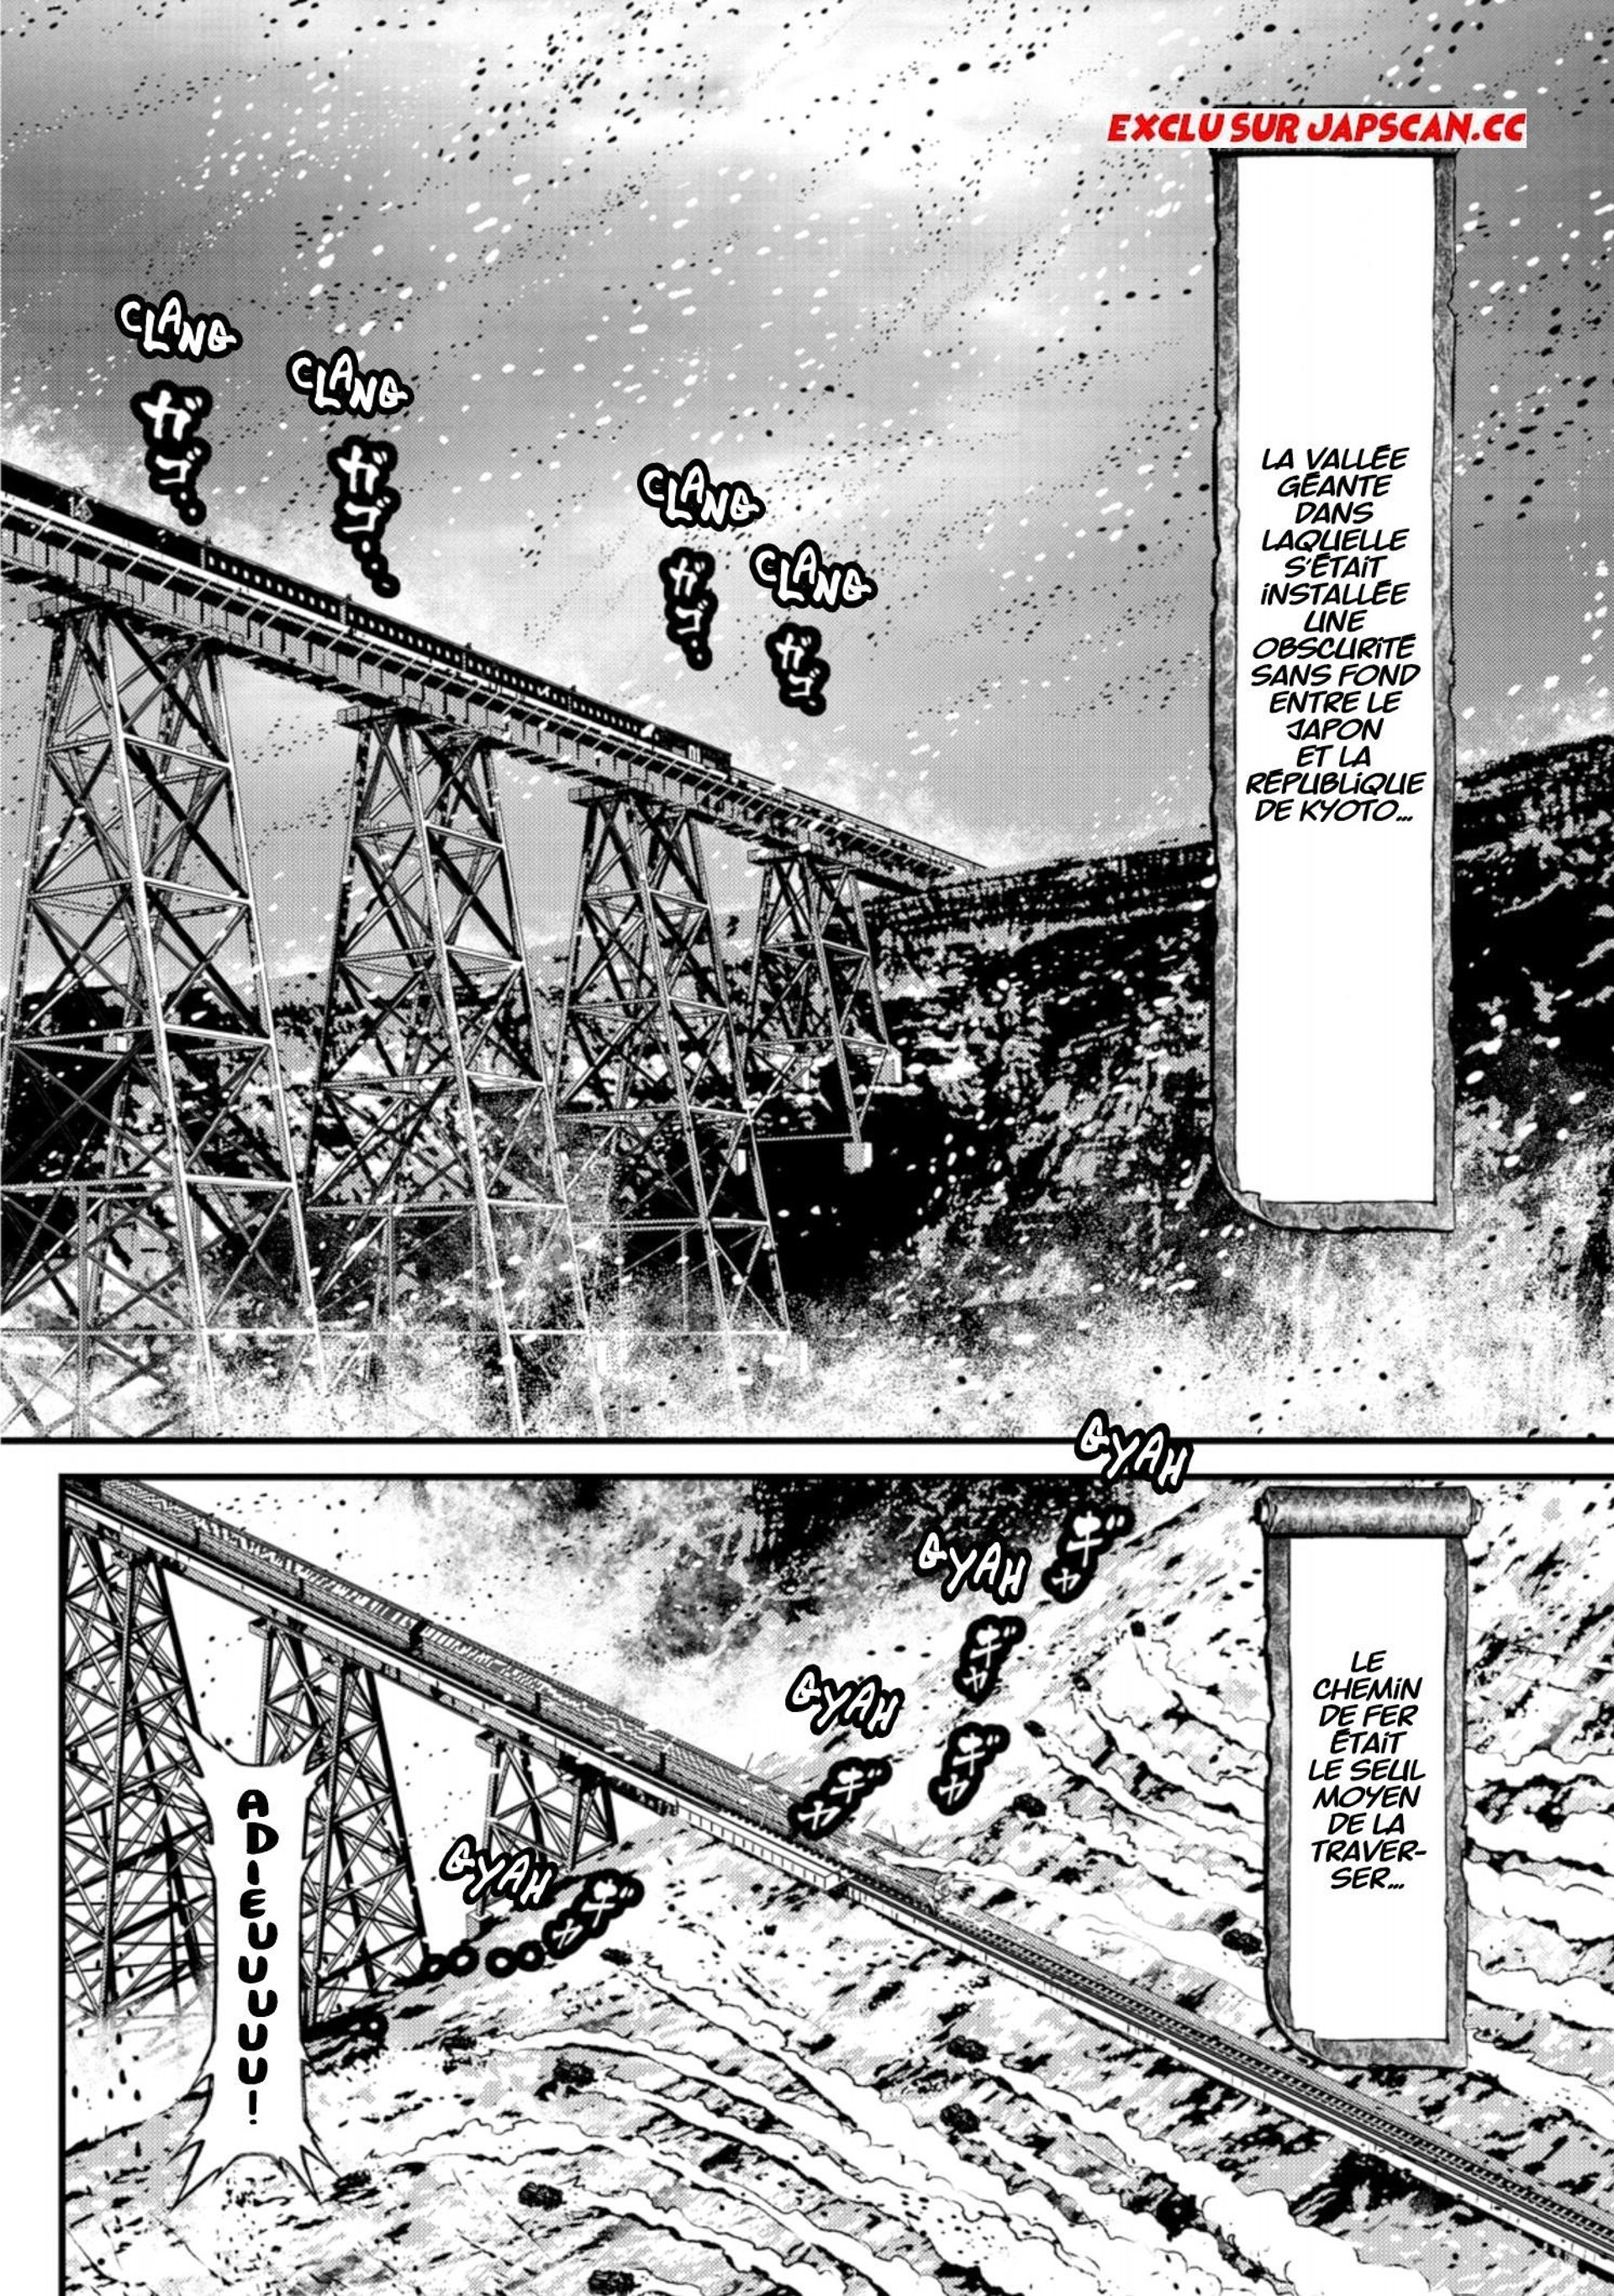 EXCLU SUR JAPSCAN.CC
LA VALLÉE
GÉANTE
DANS
LAQUELLE
S'ÉTAIT
INSTALLÉE
UNE
OBSCURITÉ
SANS FOND
ENTRE LE
JAPON
ET LA
RÉPUBLIQUE
DE KYOTO...
CLANG
ガゴ・
CLANG
ガゴ・・
CLANG
ガゴ・
CLANG
ガゴ・
LE
CHEMIN
DE FER
ÉTAIT
LE SEUL
MOYEN
DE LA
TRAVER-
SER...
GYAH
ギャ
GYAH
ギャ
ギャ
GYAH
ギャ
GYAH
ギャ
ADIEUUUUU!